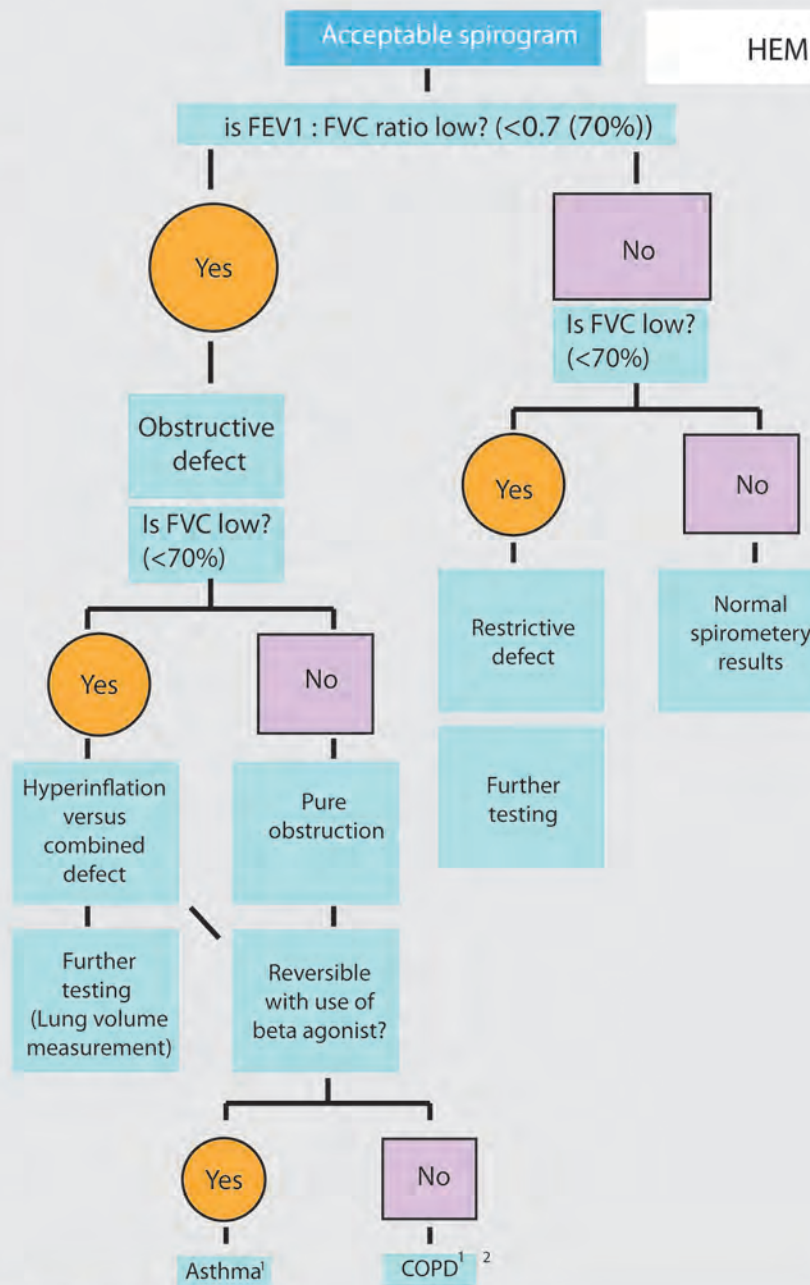 Acceptable spirogram
HEM
is FEV1 : FVC ratio low? (<0.7 (70%))
Yes
No
Is FVC low?
(<70%)
Obstructive
defect
Is FVC low?
(<70%)
Yes
No
Restrictive
defect
Normal
spirometery
results
Further
testing
Yes
No
Hyperinflation
versus
combined
defect
Pure
obstruction
Further
testing
(Lung volume
measurement)
Reversible
with use of
beta agonist?
Yes
No
Asthma¹
COPD¹ ²